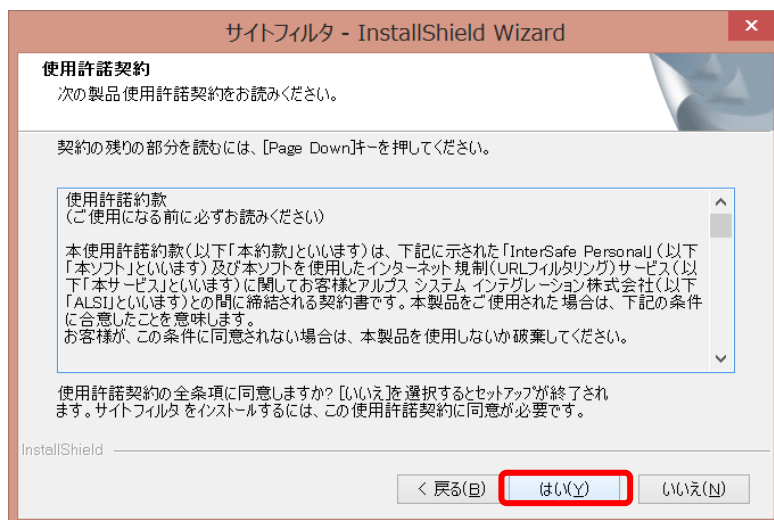 サイトフィルタ - InstallShield Wizard
×
使用許諾契約
次の製品使用許諾契約をお読みください。
契約の残りの部分を読むには、[Page Down]キーを押してください。
使用許諾約款
(ご使用になる前に必ずお読みください)
本使用許諾約款(以下「本約款」といいます)は、下記に示された「InterSafe Personal」(以下
「本ソフト」といいます)及び本ソフトを使用したインターネット規制(URLフィルタリング)サービス(以
下「本サービス」といいます)に関してお客様とアルプス システム インテグレーション株式会社(以下
「ALSI」といいます)との間に締結される契約書です。本製品をご使用された場合は、下記の条件
に合意したことを意味します。
お客様が、この条件に同意されない場合は、本製品を使用しないか破棄してください。
使用許諾契約の全条項に同意しますか? [いいえ]を選択するとセットアップが終了され
ます。サイトフィルタ をインストールするには、この使用許諾契約に同意が必要です。
InstallShield
< 戻る(B)
はい(Y)
いいえ(N)